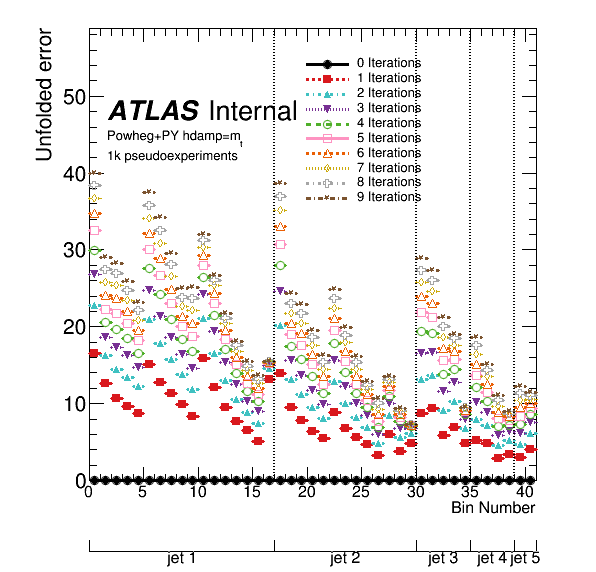 Unfolded error
50
40
30
20
10
0
ATLAS Internal
Powheg+PY hdamp=m_t
1k pseudoexperiments
0 Iterations
1 Iterations
2 Iterations
3 Iterations
4 Iterations
5 Iterations
6 Iterations
7 Iterations
8 Iterations
9 Iterations
0 5 10 15 20 25 30 35 40
Bin Number
jet 1 jet 2 jet 3 jet 4 jet 5